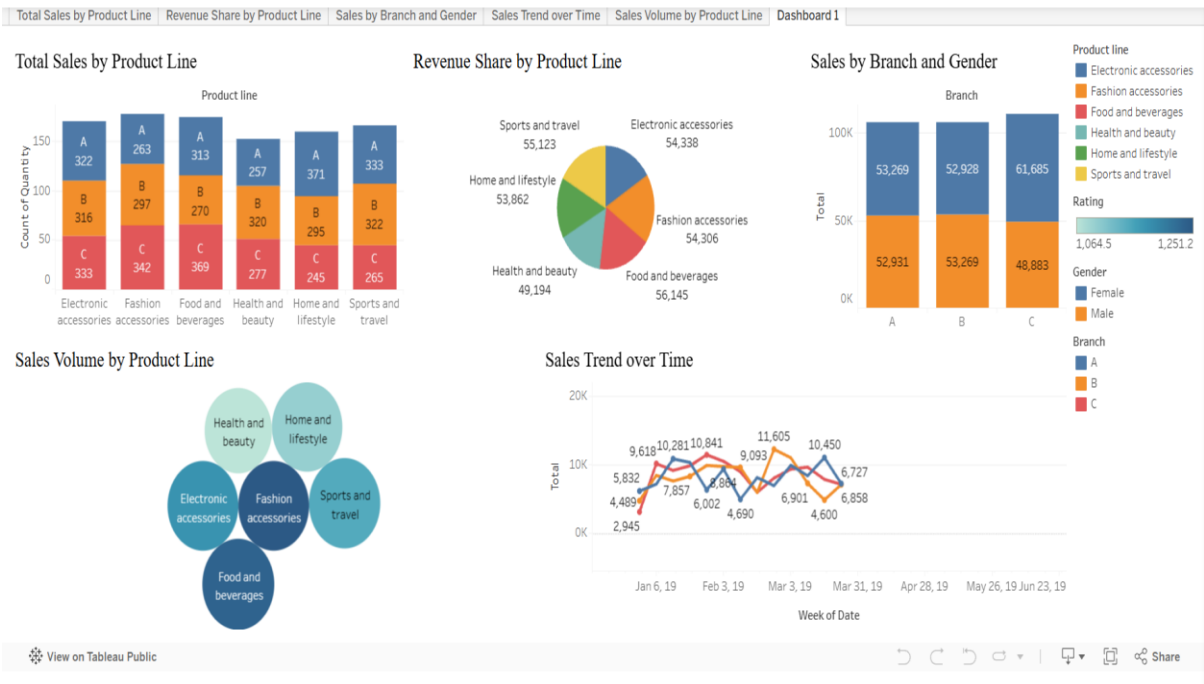 Total Sales by Product Line Revenue Share by Product Line Sales by Branch and Gender Sales Trend over Time Sales Volume by Product Line Dashboard 1
Total Sales by Product Line
Product line
Count of Quantity
150
100
50
0
A
322
B
316
C
333
A
263
B
297
C
342
A
313
B
270
C
369
A
257
B
320
C
277
A
371
B
295
C
245
A
333
B
322
C
265
Electronic
accessories
Fashion
accessories
Food and
beverages
Health and
beauty
Home and
lifestyle
Sports and
travel
Revenue Share by Product Line
Sports and travel
55,123
Electronic accessories
54,338
Home and lifestyle
53,862
Fashion accessories
54,306
Health and beauty
49,194
Food and beverages
56,145
Sales by Branch and Gender
Branch
Total
100K
50K
0K
53,269
52,931
52,928
53,269
61,685
48,883
A
B
C
Product line
Electronic accessories
Fashion accessories
Food and beverages
Health and beauty
Home and lifestyle
Sports and travel
Rating
1,064.5 1,251.2
Gender
Female
Male
Branch
A
B
C
Sales Volume by Product Line
Health and
beauty
Home and
lifestyle
Electronic
accessories
Fashion
accessories
Sports and
travel
Food and
beverages
Sales Trend over Time
Total
20K
10K
0K
5,832
4,489
2,945
9,618
10,281
7,857
10,841
6,002
8,864
4,690
9,093
11,605
6,901
10,450
4,600
6,727
6,858
Jan 6, 19 Feb 3, 19 Mar 3, 19 Mar 31, 19 Apr 28, 19 May 26, 19 Jun 23, 19
Week of Date
View on Tableau Public
Share